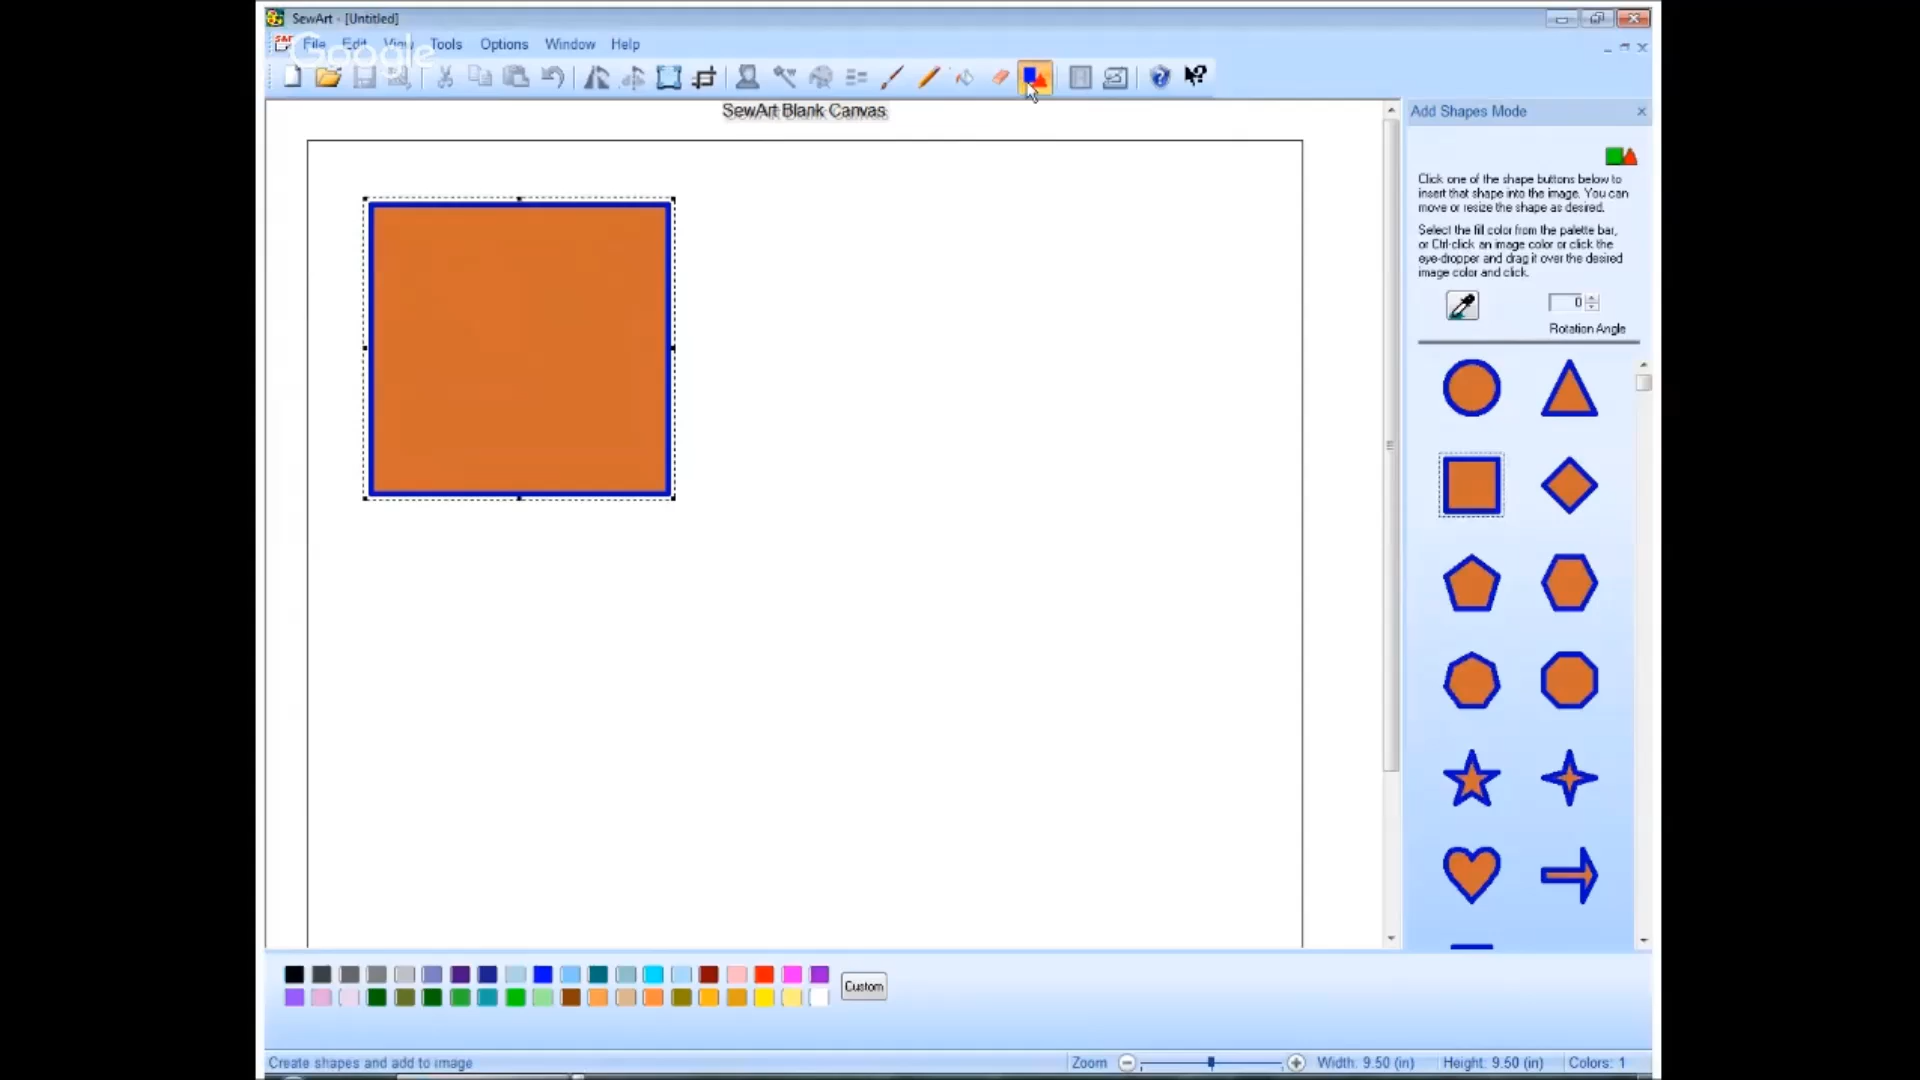 SewArt - [Untitled]
File Edit View Tools Options Window Help
Google
SewArt Blank Canvas
Add Shapes Mode
Click one of the shape buttons below to
insert that shape into the image. You can
move or resize the shape as desired.
Select the fill color from the palette bar,
or Ctrl-click an image color or click the
eye-dropper and drag it over the desired
image color and click.
0
Rotation Angle
Custom
Create shapes and add to image
Zoom
Width: 9.50 (in)
Height: 9.50 (in)
Colors: 1